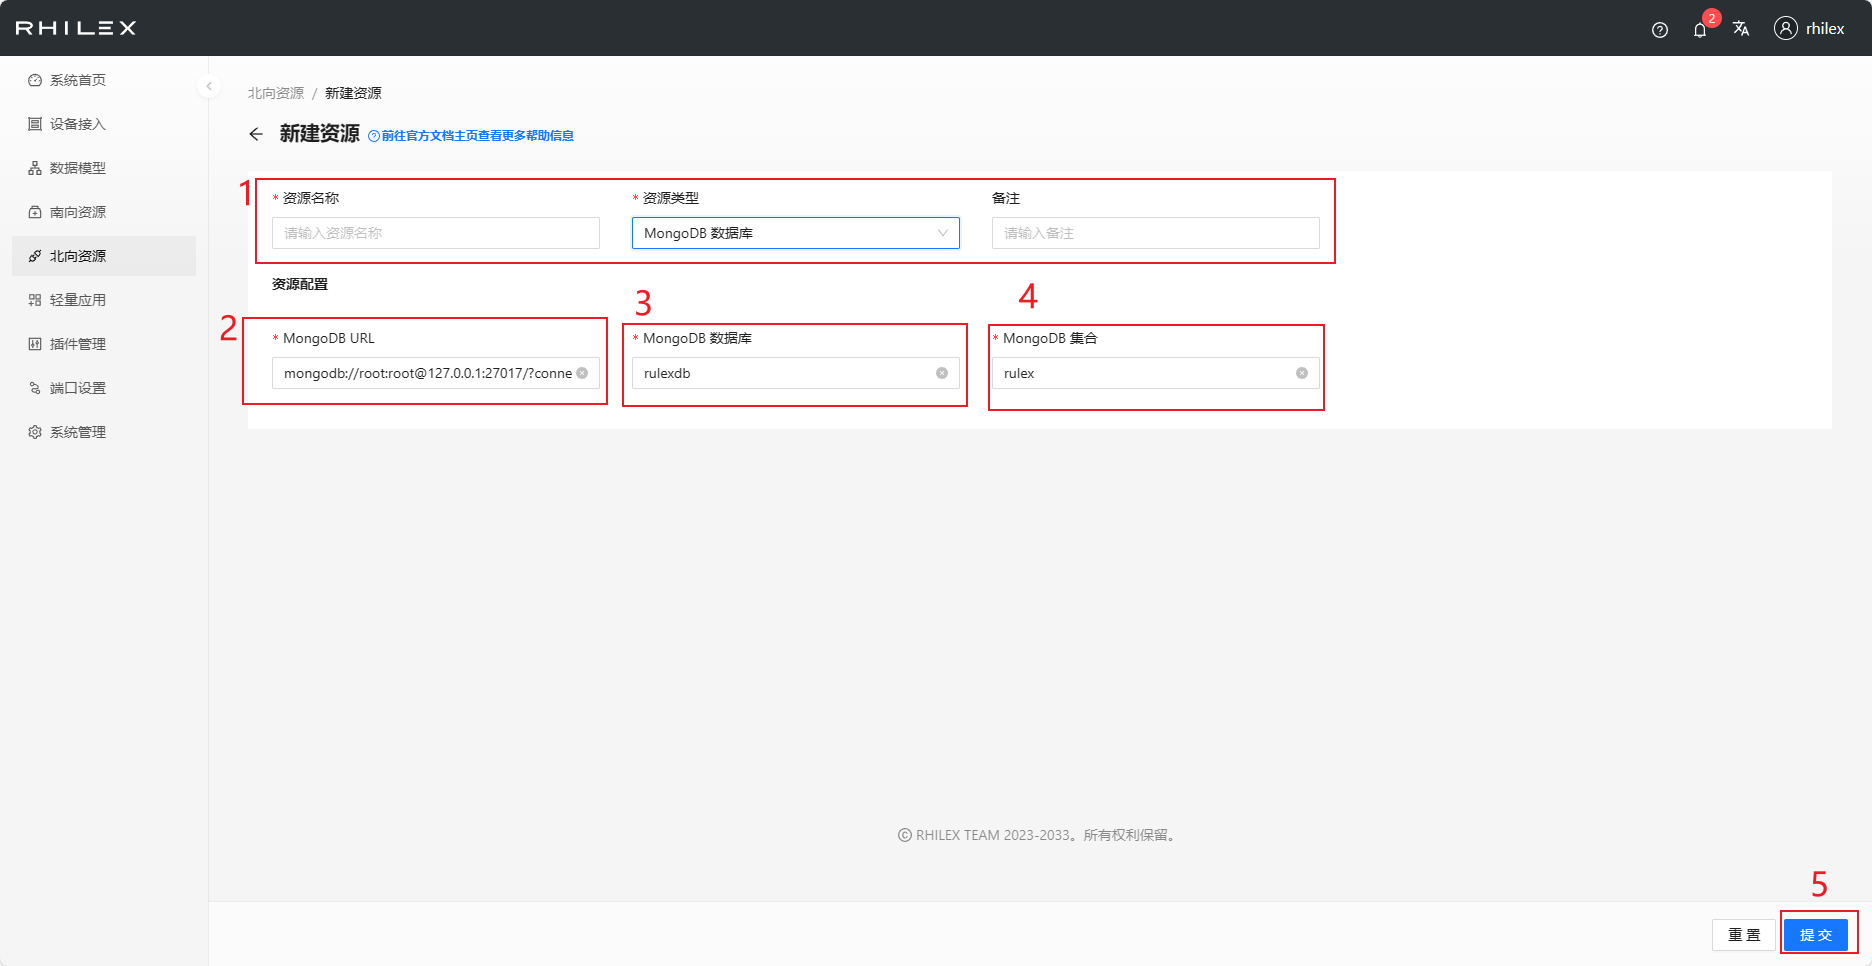 RHILEX
2
rhilex
系统首页
设备接入
数据模型
南向资源
北向资源
轻量应用
插件管理
端口设置
系统管理
北向资源 / 新建资源
新建资源 前往官方文档主页查看更多帮助信息
1
* 资源名称
请输入资源名称
* 资源类型
MongoDB 数据库
备注
请输入备注
资源配置
2
* MongoDB URL
mongodb://root:root@127.0.0.1:27017/?conne
3
* MongoDB 数据库
rulexdb
4
* MongoDB 集合
rulex
© RHILEX TEAM 2023-2033。所有权利保留。
5
重 置
提 交